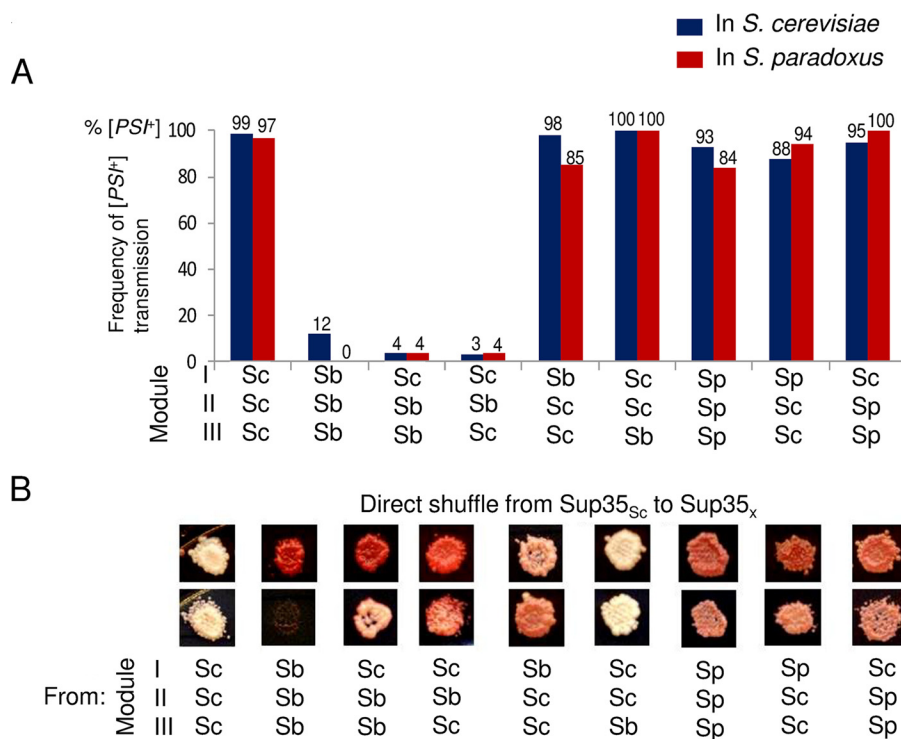 In S. cerevisiae
In S. paradoxus
A
% [PSI+]
Frequency of [PSI+]
transmission
100
80
60
40
20
0
99 97 12 0 4 4 3 4 98 85 100 100 93 84 88 94 95 100
Module
I Sc Sb Sc Sc Sb Sc Sp Sp Sc
II Sc Sb Sb Sb Sc Sc Sp Sc Sp
III Sc Sb Sb Sc Sc Sb Sp Sc Sp
B
Direct shuffle from Sup35Sc to Sup35x
From:
Module
I Sc Sb Sc Sc Sb Sc Sp Sp Sc
II Sc Sb Sb Sb Sc Sc Sp Sc Sp
III Sc Sb Sb Sc Sc Sb Sp Sc Sp